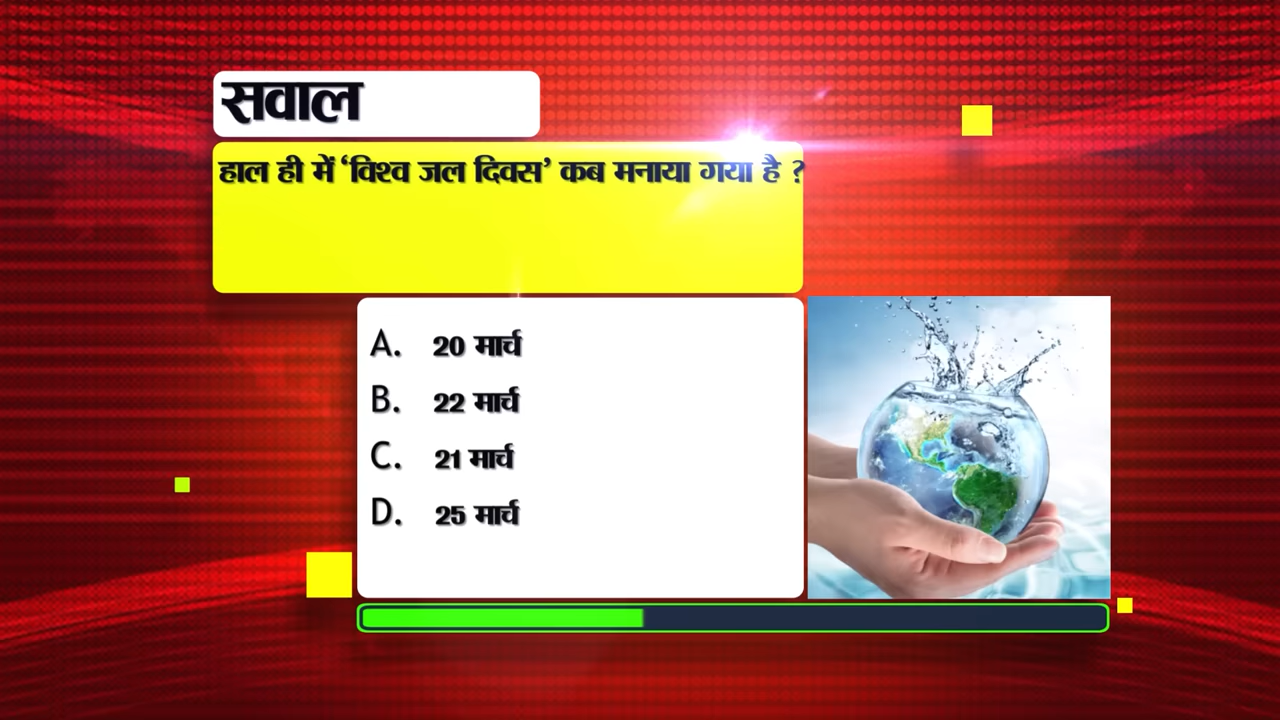 सवाल
हाल ही में ‘विश्व जल दिवस’ कब मनाया गया है ?
A. 20 मार्च
B. 22 मार्च
C. 21 मार्च
D. 25 मार्च